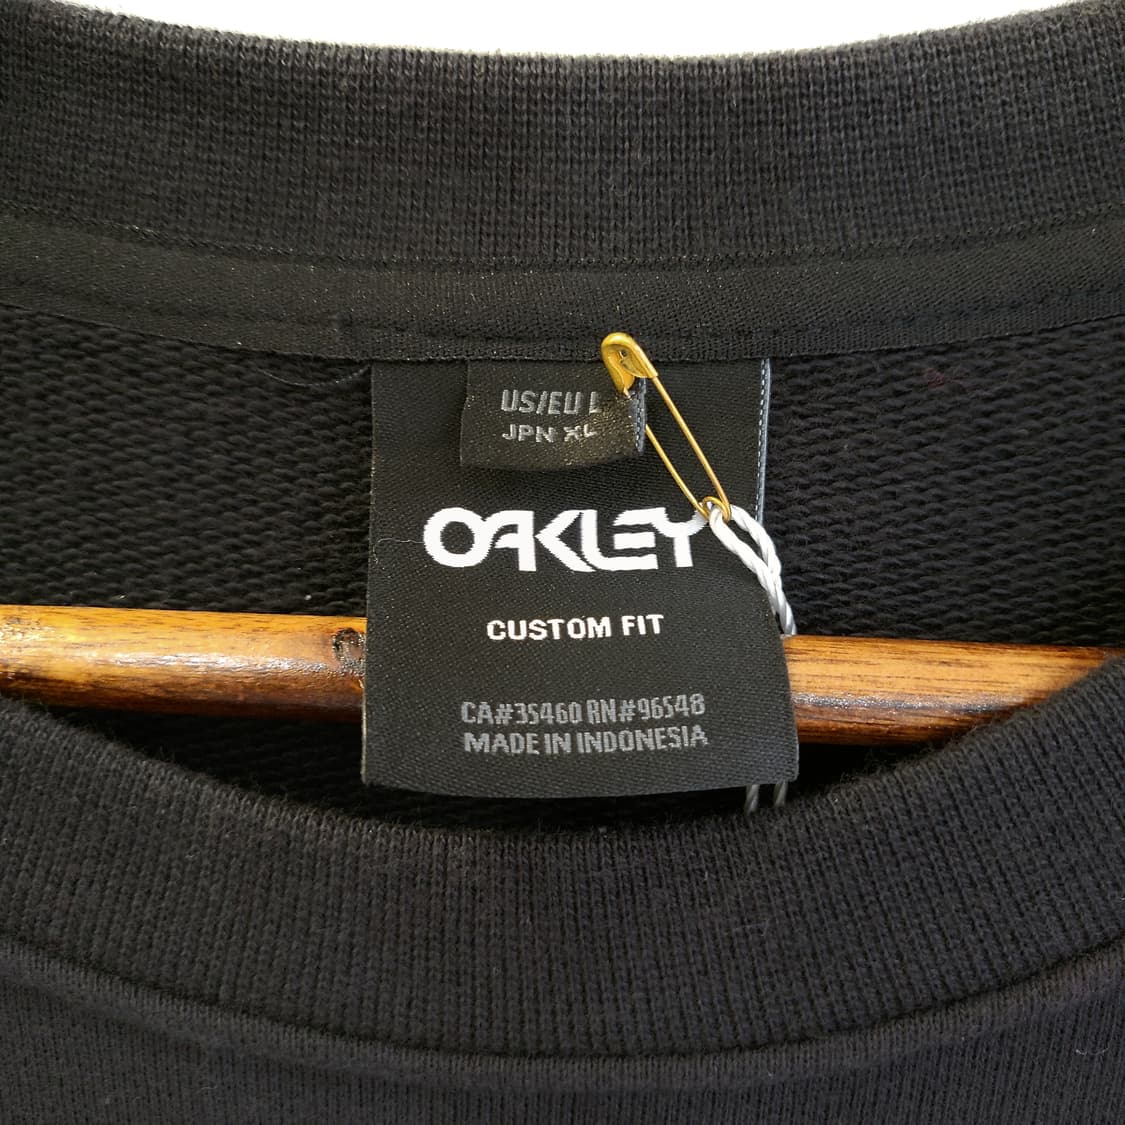 US/EU L
JPN XL
OAKLEY
CUSTOM FIT
CA#35460 RN#96548
MADE IN INDONESIA